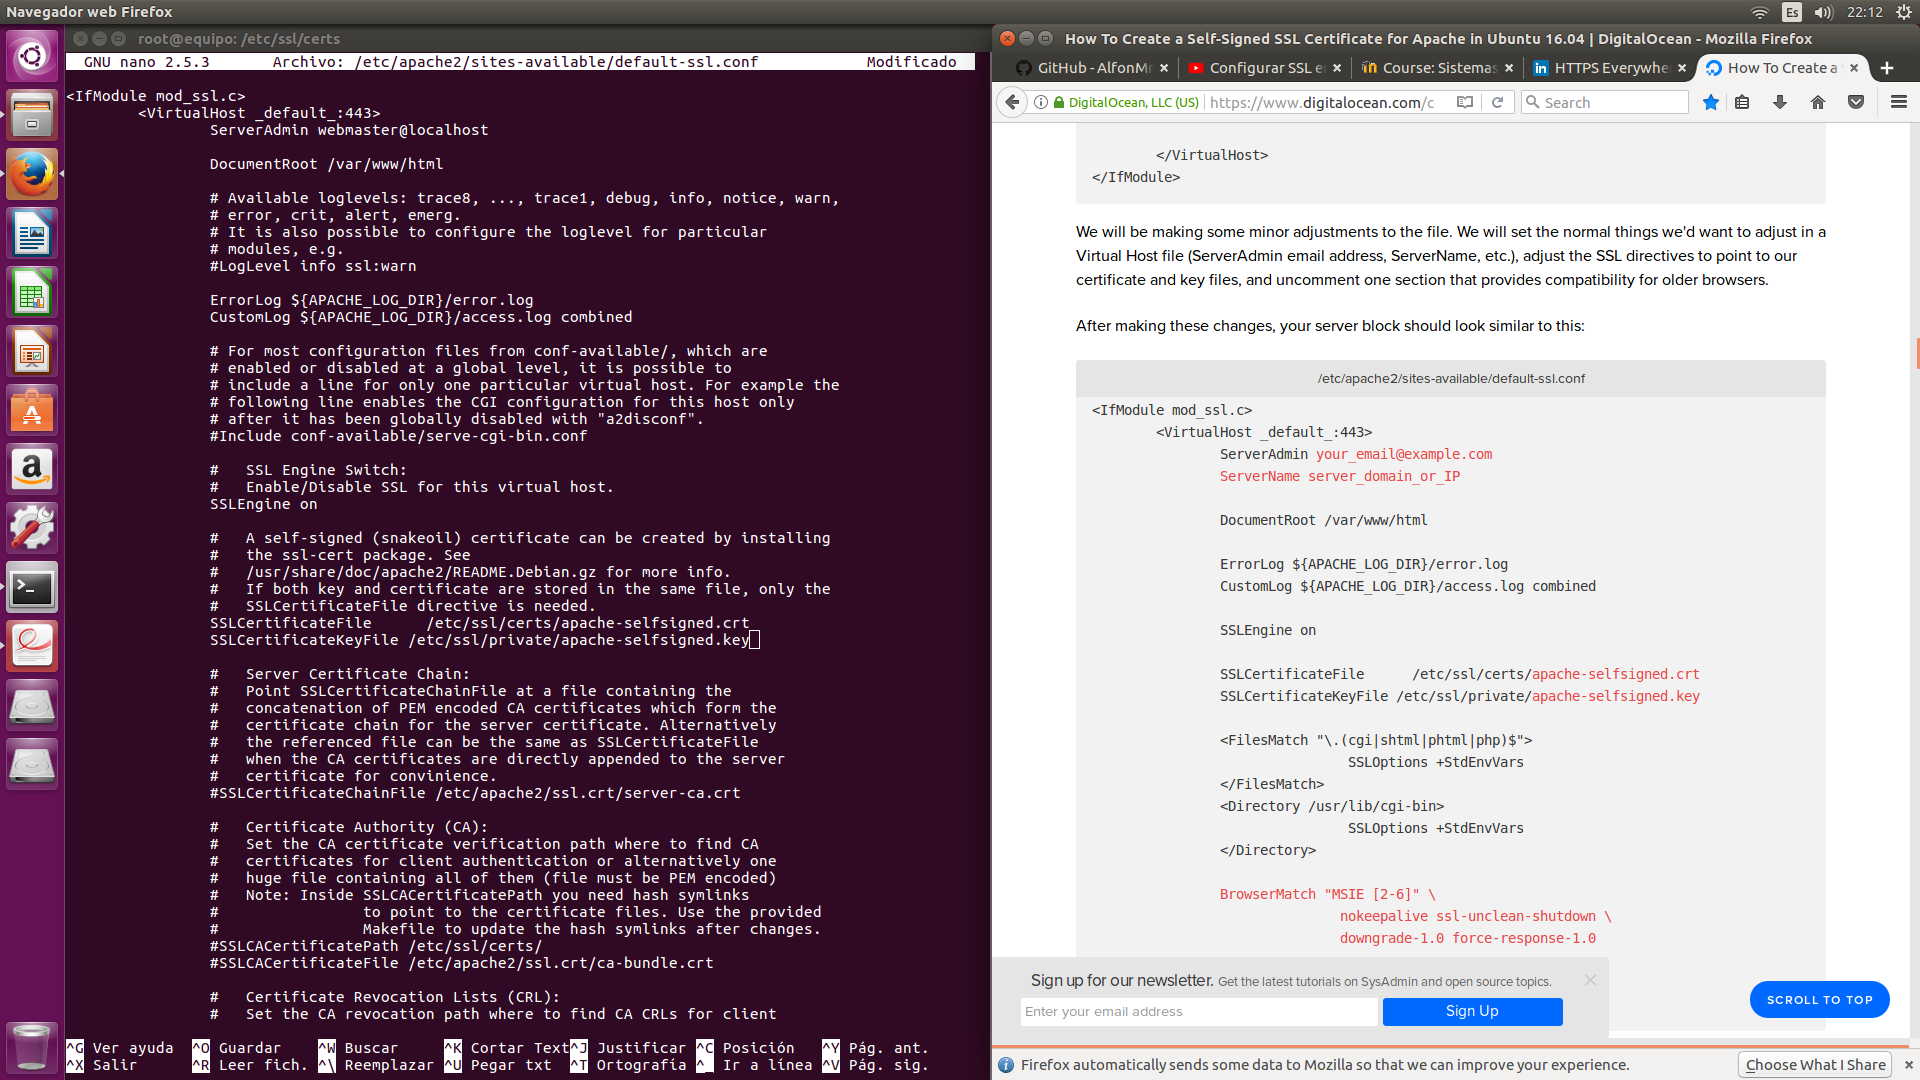 Navegador web Firefox
Es
22:12
root@equipo: /etc/ssl/certs
GNU nano 2.5.3 Archivo: /etc/apache2/sites-available/default-ssl.conf Modificado
<IfModule mod_ssl.c>
<VirtualHost _default_:443>
ServerAdmin webmaster@localhost
DocumentRoot /var/www/html
# Available loglevels: trace8, ..., trace1, debug, info, notice, warn,
# error, crit, alert, emerg.
# It is also possible to configure the loglevel for particular
# modules, e.g.
#LogLevel info ssl:warn
ErrorLog ${APACHE_LOG_DIR}/error.log
CustomLog ${APACHE_LOG_DIR}/access.log combined
# For most configuration files from conf-available/, which are
# enabled or disabled at a global level, it is possible to
# include a line for only one particular virtual host. For example the
# following line enables the CGI configuration for this host only
# after it has been globally disabled with "a2disconf".
#Include conf-available/serve-cgi-bin.conf
#   SSL Engine Switch:
#   Enable/Disable SSL for this virtual host.
SSLEngine on
#   A self-signed (snakeoil) certificate can be created by installing
#   the ssl-cert package. See
#   /usr/share/doc/apache2/README.Debian.gz for more info.
#   If both key and certificate are stored in the same file, only the
#   SSLCertificateFile directive is needed.
SSLCertificateFile      /etc/ssl/certs/apache-selfsigned.crt
SSLCertificateKeyFile /etc/ssl/private/apache-selfsigned.key
#   Server Certificate Chain:
#   Point SSLCertificateChainFile at a file containing the
#   concatenation of PEM encoded CA certificates which form the
#   certificate chain for the server certificate. Alternatively
#   the referenced file can be the same as SSLCertificateFile
#   when the CA certificates are directly appended to the server
#   certificate for convinience.
#SSLCertificateChainFile /etc/apache2/ssl.crt/server-ca.crt
#   Certificate Authority (CA):
#   Set the CA certificate verification path where to find CA
#   certificates for client authentication or alternatively one
#   huge file containing all of them (file must be PEM encoded)
#   Note: Inside SSLCACertificatePath you need hash symlinks
#                to point to the certificate files. Use the provided
#                Makefile to update the hash symlinks after changes.
#SSLCACertificatePath /etc/ssl/certs/
#SSLCACertificateFile /etc/apache2/ssl.crt/ca-bundle.crt
#   Certificate Revocation Lists (CRL):
#   Set the CA revocation path where to find CA CRLs for client
^G Ver ayuda ^O Guardar ^W Buscar ^K Cortar Text ^J Justificar ^C Posición ^Y Pág. ant.
^X Salir ^R Leer fich. ^\ Reemplazar ^U Pegar txt ^T Ortografía ^_ Ir a línea ^V Pág. sig.
How To Create a Self-Signed SSL Certificate for Apache in Ubuntu 16.04 | DigitalOcean - Mozilla Firefox
GitHub - AlfonMr
Configurar SSL e
Course: Sistemas
HTTPS Everywhe
How To Create a
DigitalOcean, LLC (US) https://www.digitalocean.com/c Search
</VirtualHost>
</IfModule>
We will be making some minor adjustments to the file. We will set the normal things we'd want to adjust in a
Virtual Host file (ServerAdmin email address, ServerName, etc.), adjust the SSL directives to point to our
certificate and key files, and uncomment one section that provides compatibility for older browsers.
After making these changes, your server block should look similar to this:
/etc/apache2/sites-available/default-ssl.conf
<IfModule mod_ssl.c>
<VirtualHost _default_:443>
ServerAdmin your_email@example.com
ServerName server_domain_or_IP
DocumentRoot /var/www/html
ErrorLog ${APACHE_LOG_DIR}/error.log
CustomLog ${APACHE_LOG_DIR}/access.log combined
SSLEngine on
SSLCertificateFile      /etc/ssl/certs/apache-selfsigned.crt
SSLCertificateKeyFile /etc/ssl/private/apache-selfsigned.key
<FilesMatch "\.(cgi|shtml|phtml|php)$">
SSLOptions +StdEnvVars
</FilesMatch>
<Directory /usr/lib/cgi-bin>
SSLOptions +StdEnvVars
</Directory>
BrowserMatch "MSIE [2-6]" \
nokeepalive ssl-unclean-shutdown \
downgrade-1.0 force-response-1.0
Sign up for our newsletter. Get the latest tutorials on SysAdmin and open source topics.
Enter your email address
Sign Up
SCROLL TO TOP
Firefox automatically sends some data to Mozilla so that we can improve your experience.
Choose What I Share